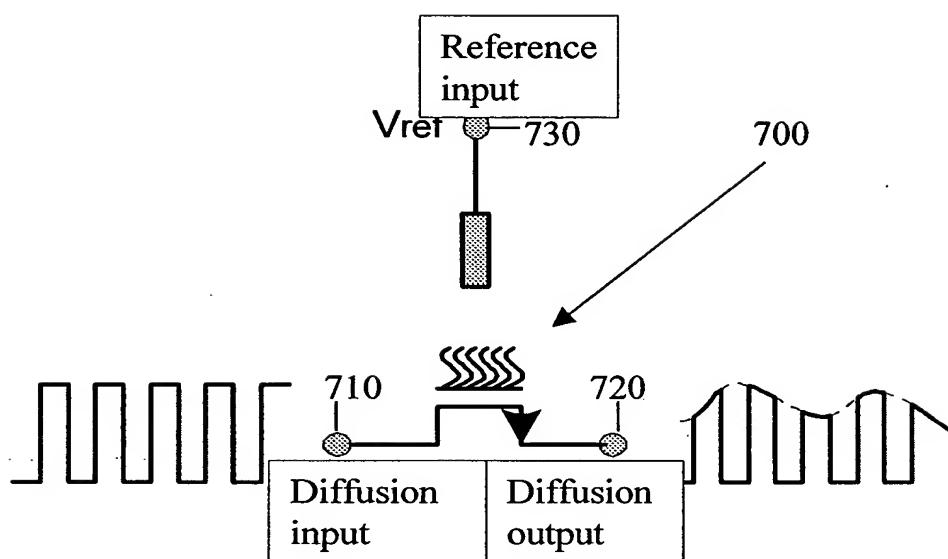 Reference
input
Vref
730
700
710
720
Diffusion
input
Diffusion
output